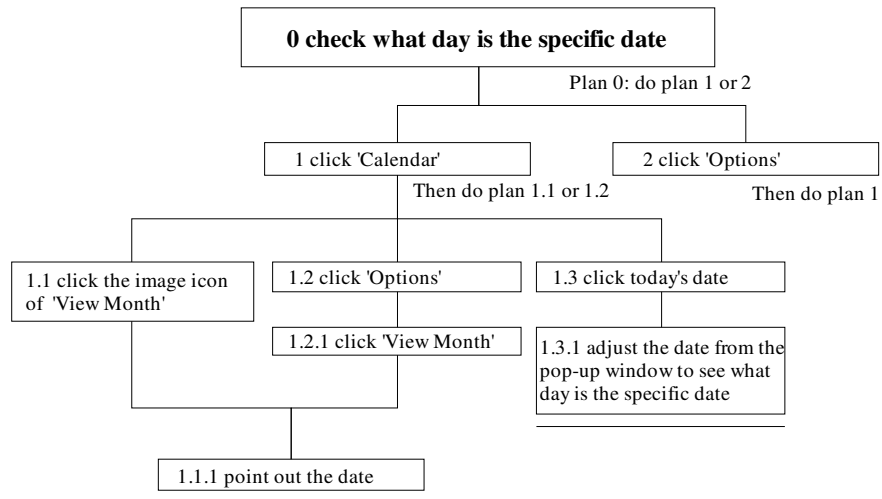 0 check what day is the specific date
Plan 0: do plan 1 or 2
1 click 'Calendar'
2 click 'Options'
Then do plan 1.1 or 1.2
Then do plan 1
1.1 click the image icon
of 'View Month'
1.2 click 'Options'
1.3 click today's date
1.2.1 click 'View Month'
1.3.1 adjust the date from the
pop-up window to see what
day is the specific date
1.1.1 point out the date